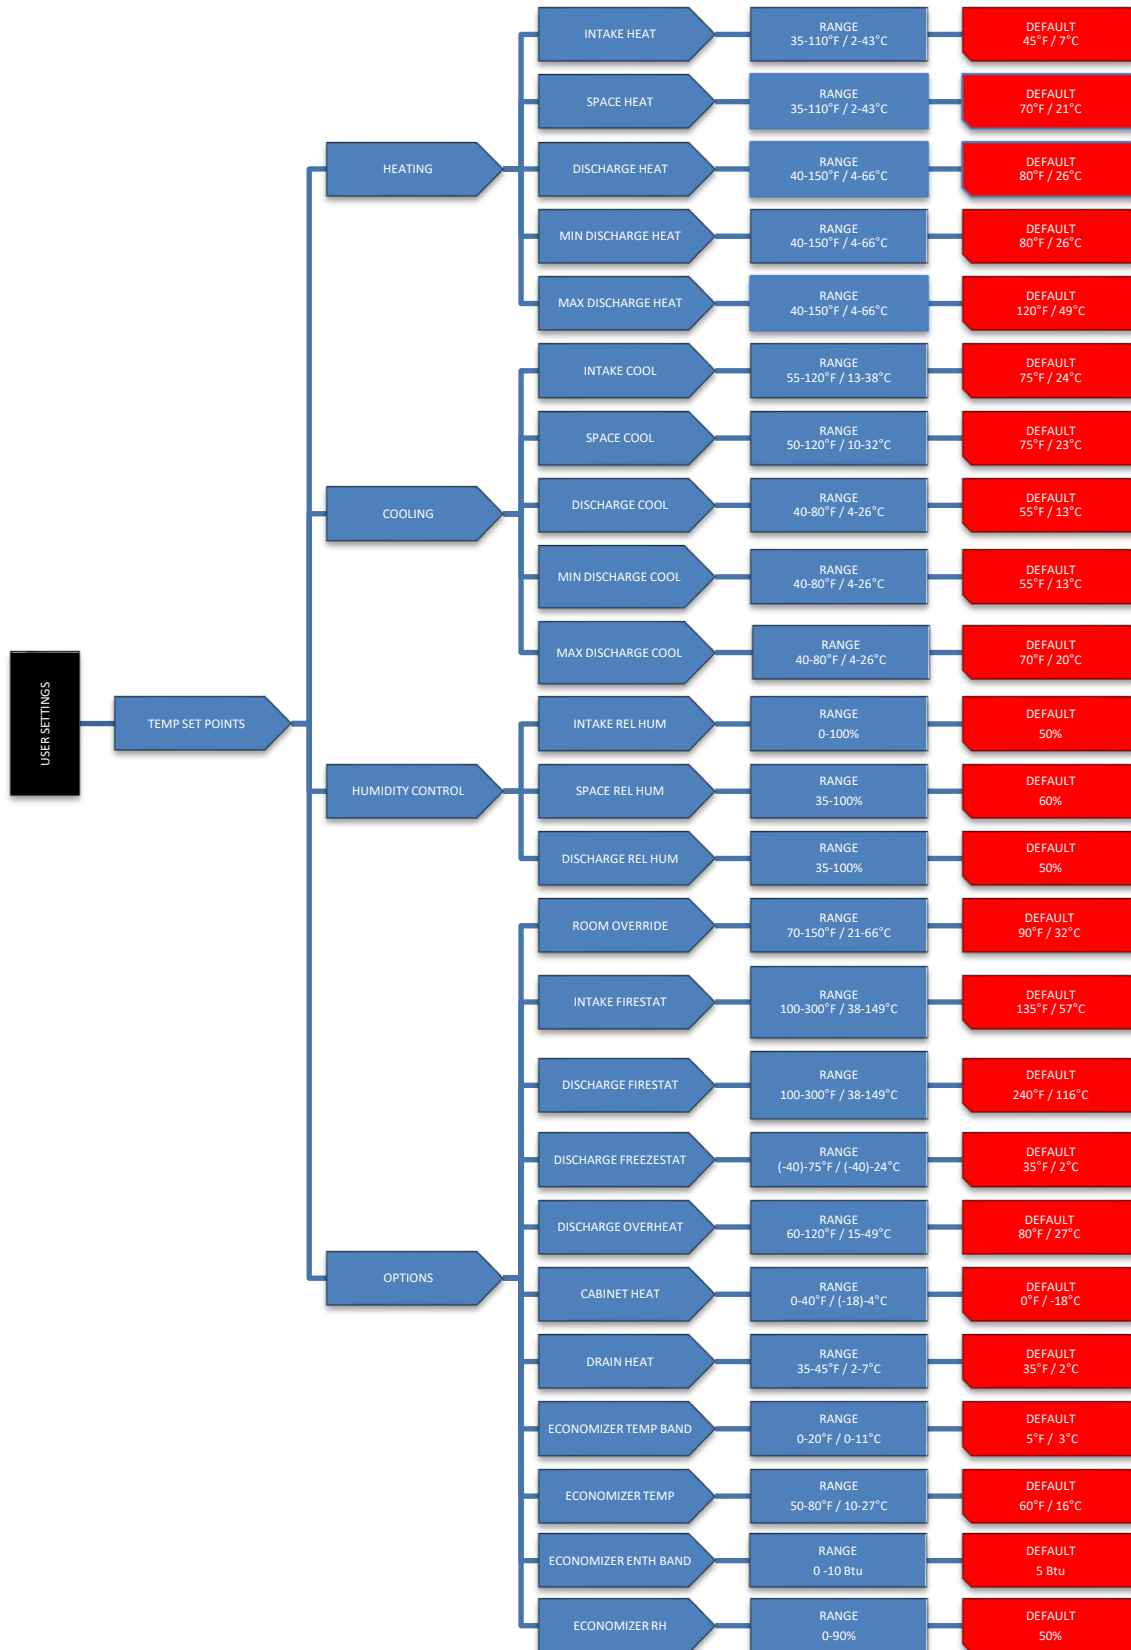 USER SETTINGS
TEMP SET POINTS
HEATING
INTAKE HEAT
RANGE
35-110°F / 2-43°C
DEFAULT
45°F / 7°C
SPACE HEAT
RANGE
35-110°F / 2-43°C
DEFAULT
70°F / 21°C
DISCHARGE HEAT
RANGE
40-150°F / 4-66°C
DEFAULT
80°F / 26°C
MIN DISCHARGE HEAT
RANGE
40-150°F / 4-66°C
DEFAULT
80°F / 26°C
MAX DISCHARGE HEAT
RANGE
40-150°F / 4-66°C
DEFAULT
120°F / 49°C
COOLING
INTAKE COOL
RANGE
55-120°F / 13-38°C
DEFAULT
75°F / 24°C
SPACE COOL
RANGE
50-120°F / 10-32°C
DEFAULT
75°F / 23°C
DISCHARGE COOL
RANGE
40-80°F / 4-26°C
DEFAULT
55°F / 13°C
MIN DISCHARGE COOL
RANGE
40-80°F / 4-26°C
DEFAULT
55°F / 13°C
MAX DISCHARGE COOL
RANGE
40-80°F / 4-26°C
DEFAULT
70°F / 20°C
HUMIDITY CONTROL
INTAKE REL HUM
RANGE
0-100%
DEFAULT
50%
SPACE REL HUM
RANGE
35-100%
DEFAULT
60%
DISCHARGE REL HUM
RANGE
35-100%
DEFAULT
50%
OPTIONS
ROOM OVERRIDE
RANGE
70-150°F / 21-66°C
DEFAULT
90°F / 32°C
INTAKE FIRESTAT
RANGE
100-300°F / 38-149°C
DEFAULT
135°F / 57°C
DISCHARGE FIRESTAT
RANGE
100-300°F / 38-149°C
DEFAULT
240°F / 116°C
DISCHARGE FREEZESTAT
RANGE
(-40)-75°F / (-40)-24°C
DEFAULT
35°F / 2°C
DISCHARGE OVERHEAT
RANGE
60-120°F / 15-49°C
DEFAULT
80°F / 27°C
CABINET HEAT
RANGE
0-40°F / (-18)-4°C
DEFAULT
0°F / -18°C
DRAIN HEAT
RANGE
35-45°F / 2-7°C
DEFAULT
35°F / 2°C
ECONOMIZER TEMP BAND
RANGE
0-20°F / 0-11°C
DEFAULT
5°F / 3°C
ECONOMIZER TEMP
RANGE
50-80°F / 10-27°C
DEFAULT
60°F / 16°C
ECONOMIZER ENTH BAND
RANGE
0 -10 Btu
DEFAULT
5 Btu
ECONOMIZER RH
RANGE
0-90%
DEFAULT
50%